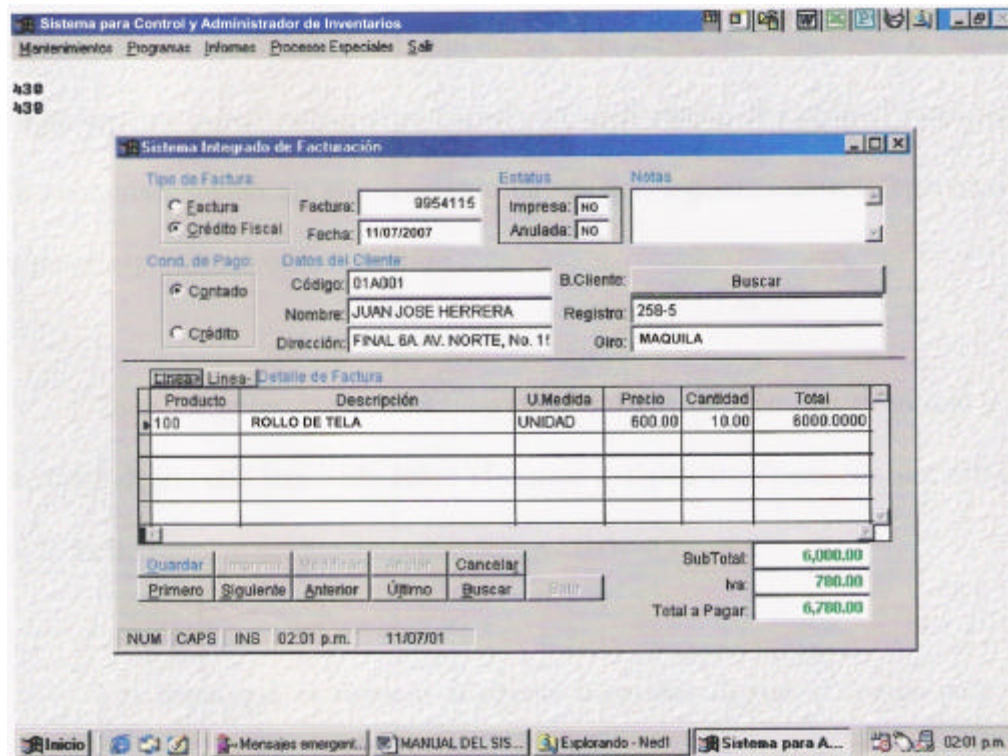 Sistema para Control y Administrador de Inventarios
Mantenimientos Programas Informes Procesos Especiales Salir
430
430
Sistema Integrado de Facturación
Tipo de Factura: Estatus Notas
Factura Factura: 9954115 Impresa: NO
Crédito Fiscal Fecha: 11/07/2007 Anulada: NO
Cond. de Pago: Datos del Cliente:
Contado Código: 01A001 B.Cliente: Buscar
Nombre: JUAN JOSE HERRERA Registro: 258-5
Crédito Dirección: FINAL 6A. AV. NORTE, No. 15 Giro: MAQUILA
Linea+ Linea- Detalle de Factura
Producto Descripción U.Medida Precio Cantidad Total
100 ROLLO DE TELA UNIDAD 600.00 10.00 6000.0000
Guardar Imprimir Modificar Anular Cancelar SubTotal: 6,000.00
Primero Siguiente Anterior Último Buscar Salir Iva: 780.00
Total a Pagar: 6,780.00
NUM CAPS INS 02:01 p.m. 11/07/01
Inicio Mensajes emergent... MANUAL DEL SIS... Explorando - Ned1 Sistema para A... 02:01 p.m.